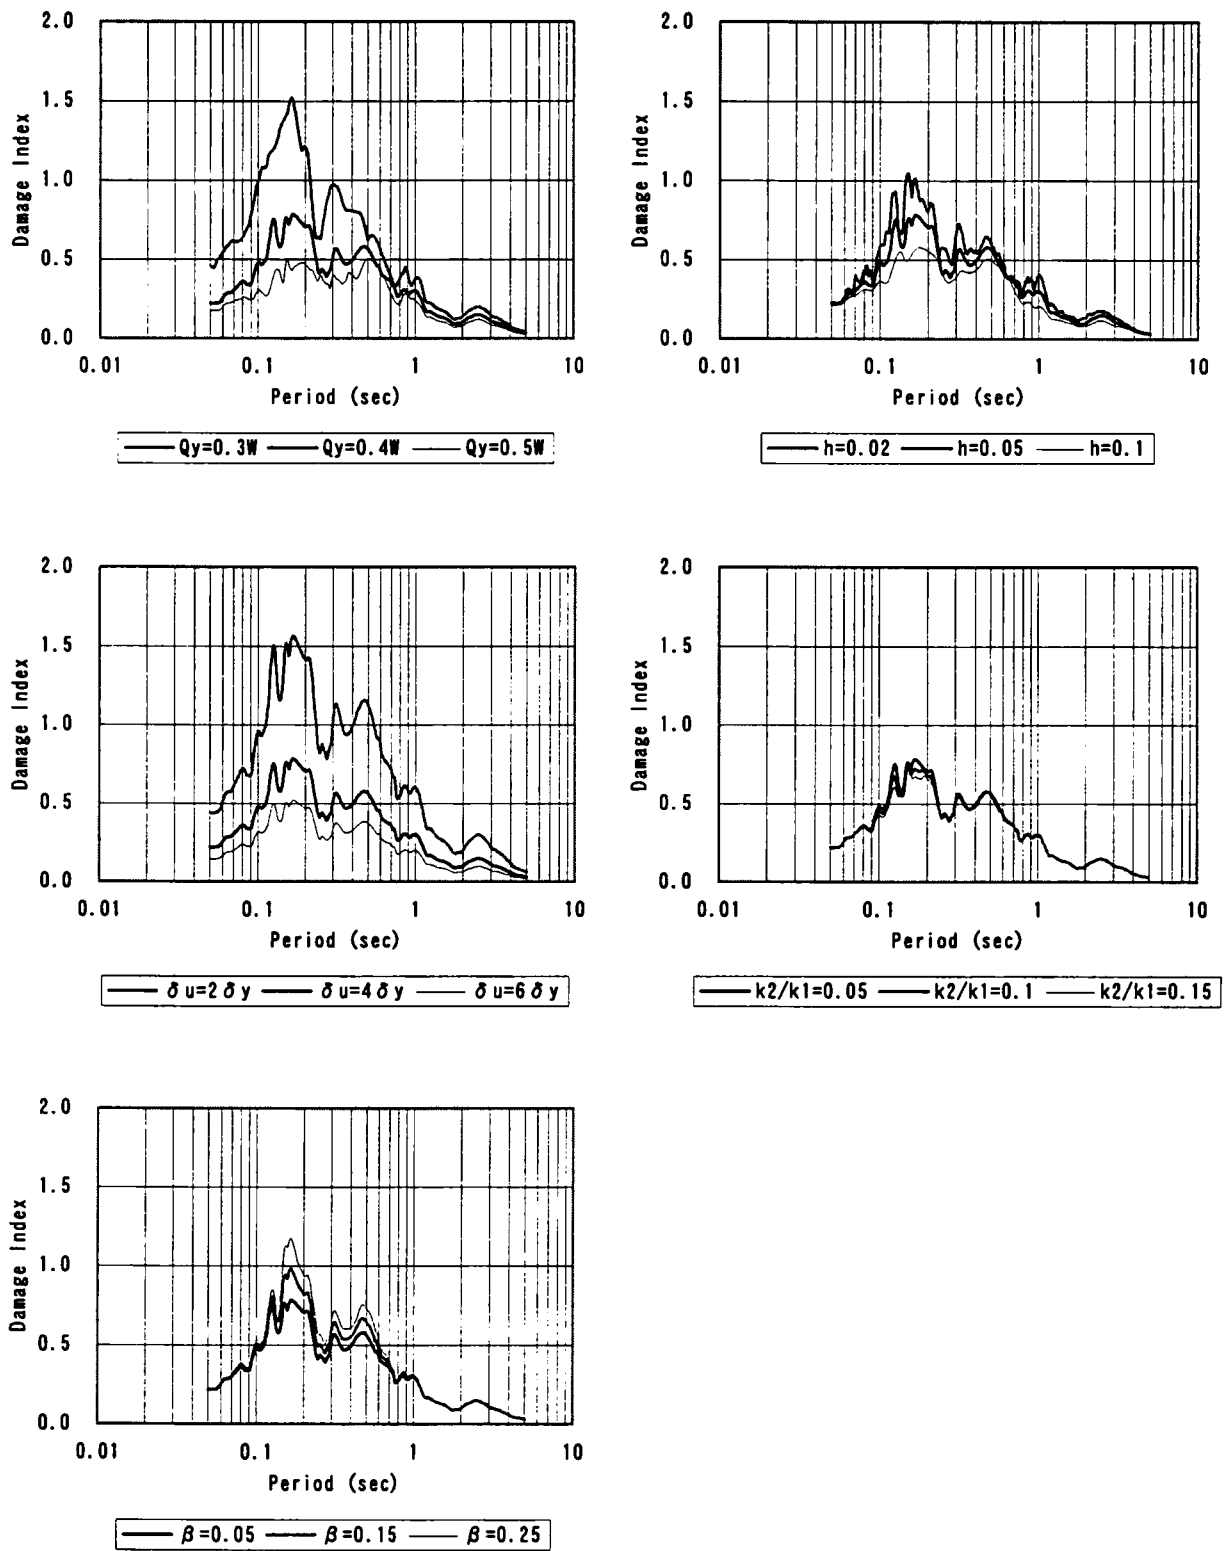 2.0
1.5
1.0
0.5
0.0
Damage Index
0.01 0.1 1 10
Period (sec)
Qy=0.3W Qy=0.4W Qy=0.5W
2.0
1.5
1.0
0.5
0.0
Damage Index
0.01 0.1 1 10
Period (sec)
h=0.02 h=0.05 h=0.1
2.0
1.5
1.0
0.5
0.0
Damage Index
0.01 0.1 1 10
Period (sec)
δu=2δy δu=4δy δu=6δy
2.0
1.5
1.0
0.5
0.0
Damage Index
0.01 0.1 1 10
Period (sec)
k2/k1=0.05 k2/k1=0.1 k2/k1=0.15
2.0
1.5
1.0
0.5
0.0
Damage Index
0.01 0.1 1 10
Period (sec)
β=0.05 β=0.15 β=0.25